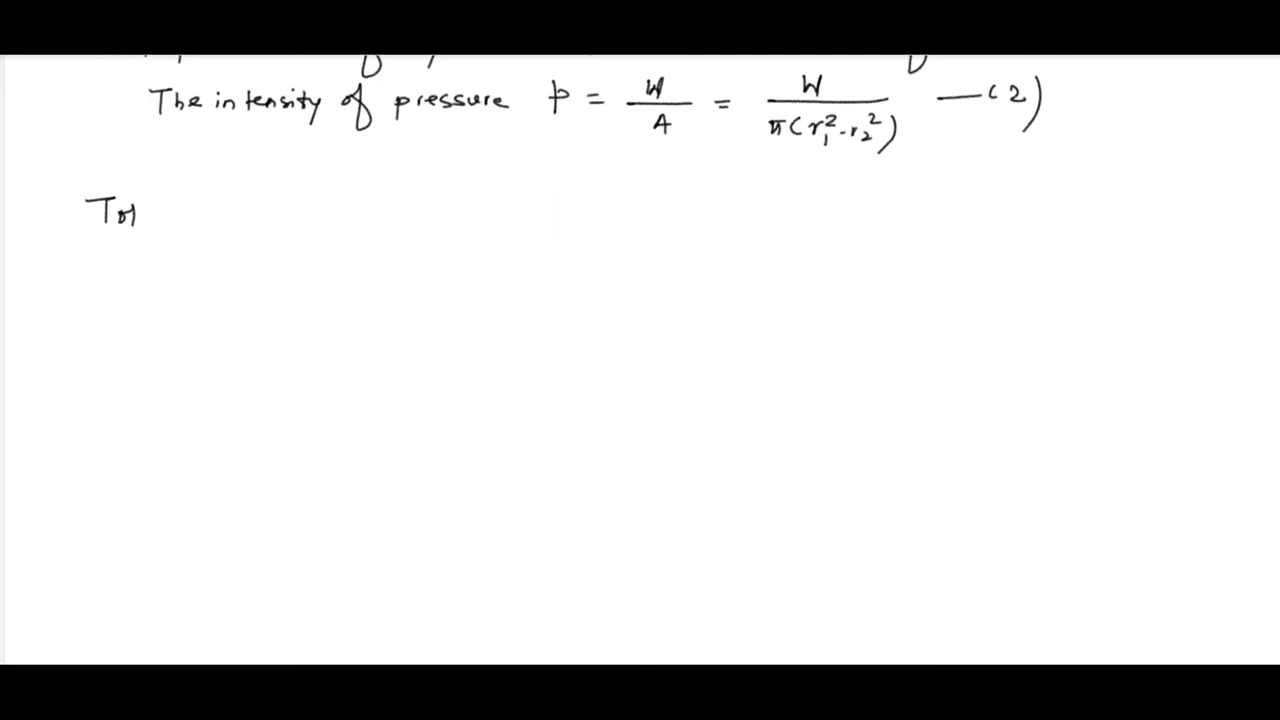 The intensity of pressure p = W/A = W/π(r₁² - r₂²) —(2)
Tot